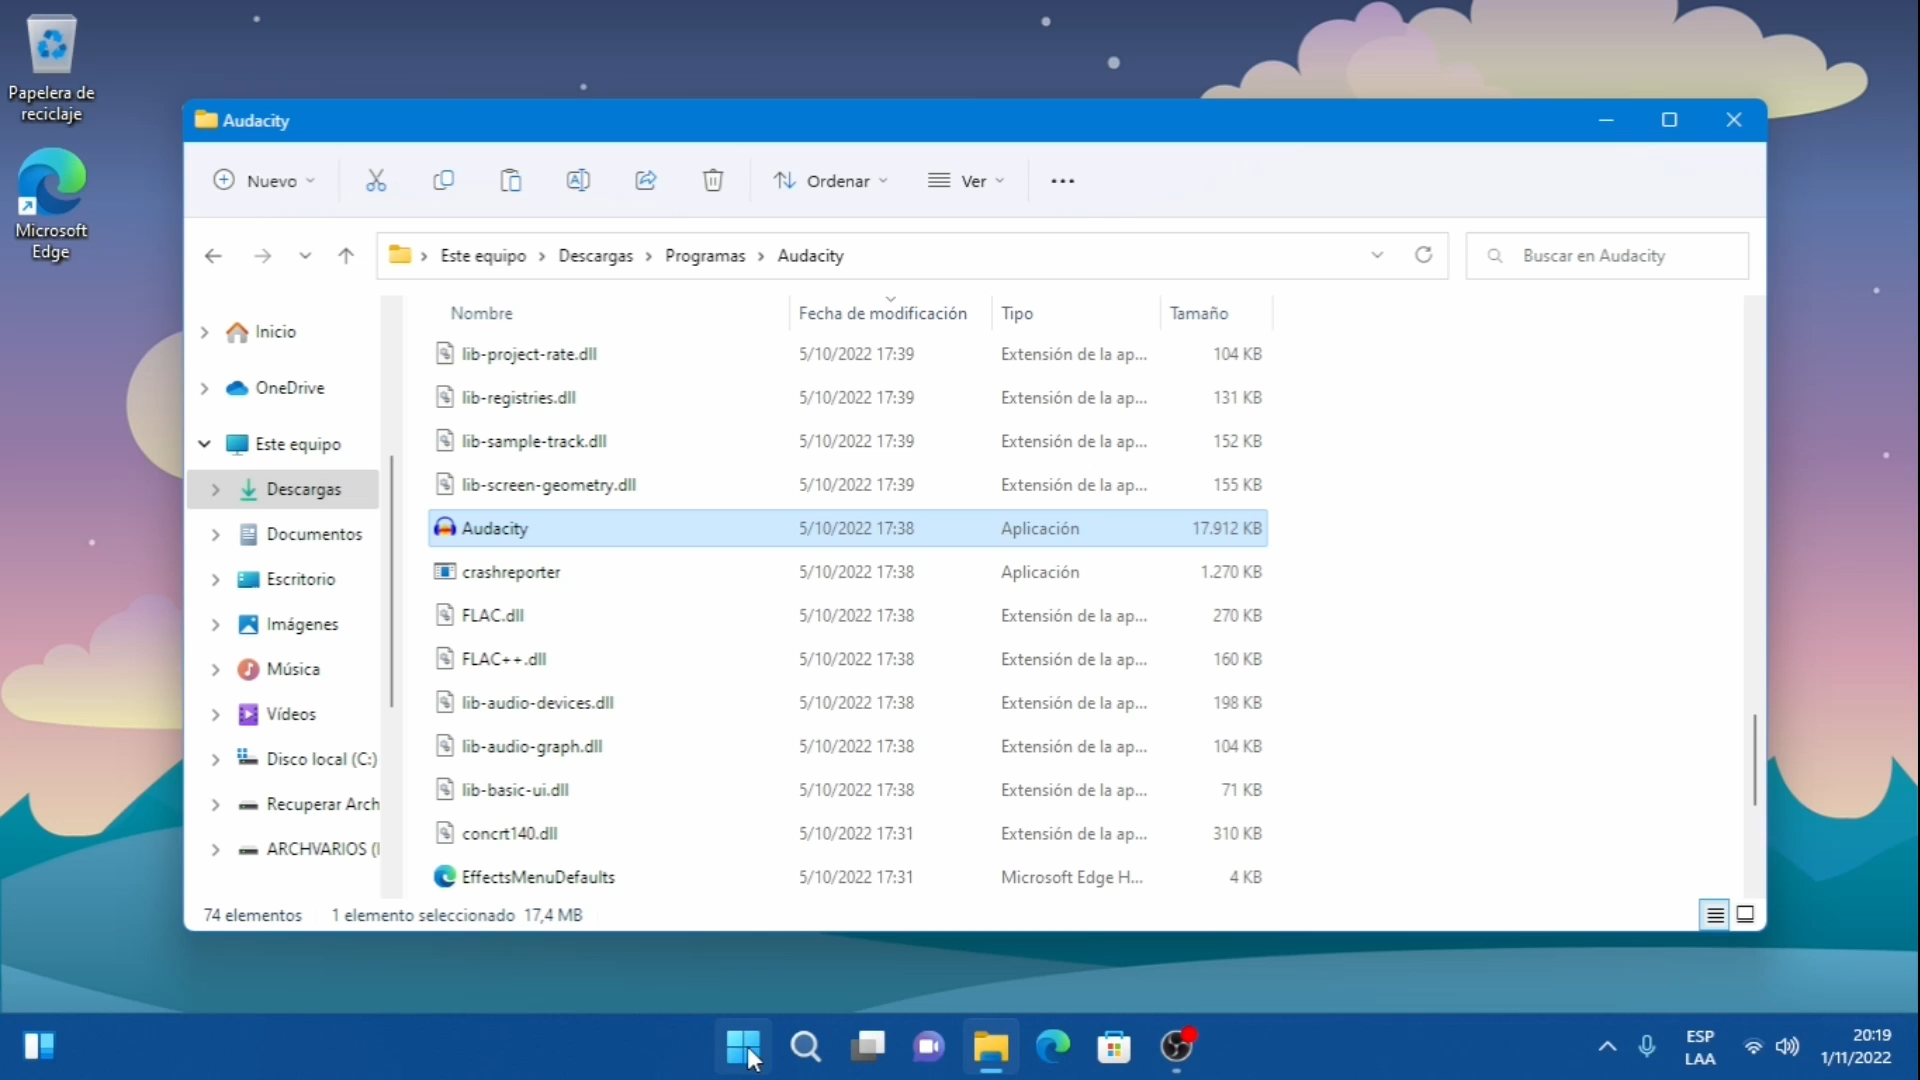 Papelera de
reciclaje
Microsoft
Edge
Audacity
Nuevo
Ordenar
Ver
Este equipo
Descargas
Programas
Audacity
Buscar en Audacity
Inicio
OneDrive
Este equipo
Descargas
Documentos
Escritorio
Imágenes
Música
Vídeos
Disco local (C:)
Recuperar Arch
ARCHVARIOS (
Nombre Fecha de modificación Tipo Tamaño
lib-project-rate.dll 5/10/2022 17:39 Extensión de la ap... 104 KB
lib-registries.dll 5/10/2022 17:39 Extensión de la ap... 131 KB
lib-sample-track.dll 5/10/2022 17:39 Extensión de la ap... 152 KB
lib-screen-geometry.dll 5/10/2022 17:39 Extensión de la ap... 155 KB
Audacity 5/10/2022 17:38 Aplicación 17.912 KB
crashreporter 5/10/2022 17:38 Aplicación 1.270 KB
FLAC.dll 5/10/2022 17:38 Extensión de la ap... 270 KB
FLAC++.dll 5/10/2022 17:38 Extensión de la ap... 160 KB
lib-audio-devices.dll 5/10/2022 17:38 Extensión de la ap... 198 KB
lib-audio-graph.dll 5/10/2022 17:38 Extensión de la ap... 104 KB
lib-basic-ui.dll 5/10/2022 17:38 Extensión de la ap... 71 KB
concrt140.dll 5/10/2022 17:31 Extensión de la ap... 310 KB
EffectsMenuDefaults 5/10/2022 17:31 Microsoft Edge H... 4 KB
74 elementos 1 elemento seleccionado 17,4 MB
ESP
LAA
20:19
1/11/2022